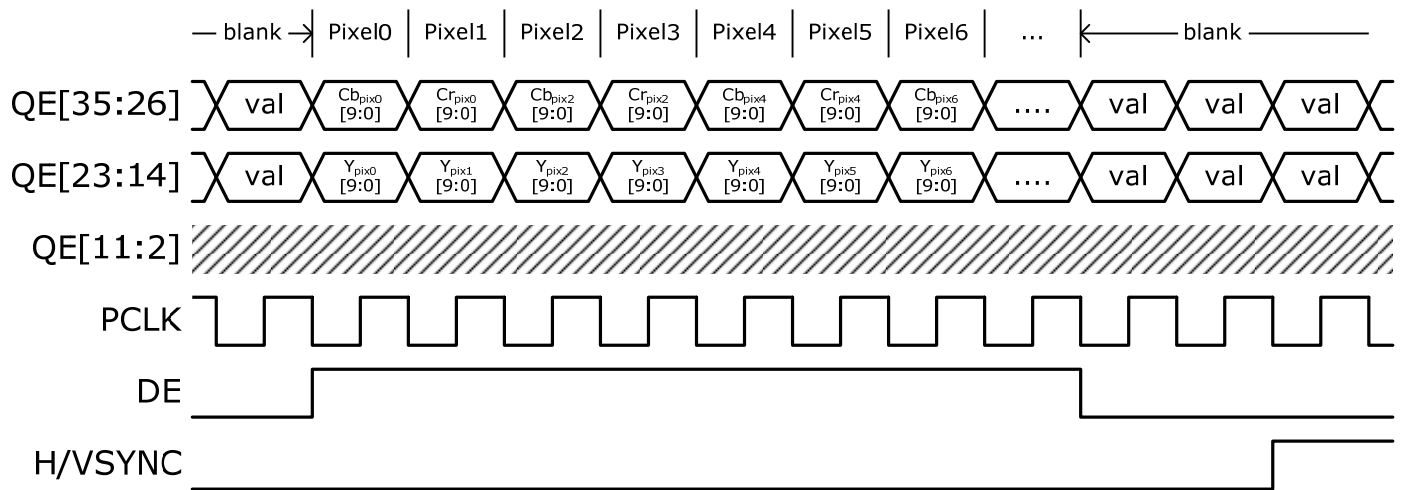 blank Pixel0 Pixel1 Pixel2 Pixel3 Pixel4 Pixel5 Pixel6 ... blank
QE[35:26] val Cbpix0 [9:0] Crpix0 [9:0] Cbpix2 [9:0] Crpix2 [9:0] Cbpix4 [9:0] Crpix4 [9:0] Cbpix6 [9:0] .... val val val
QE[23:14] val Ypix0 [9:0] Ypix1 [9:0] Ypix2 [9:0] Ypix3 [9:0] Ypix4 [9:0] Ypix5 [9:0] Ypix6 [9:0] .... val val val
QE[11:2]
PCLK
DE
H/VSYNC